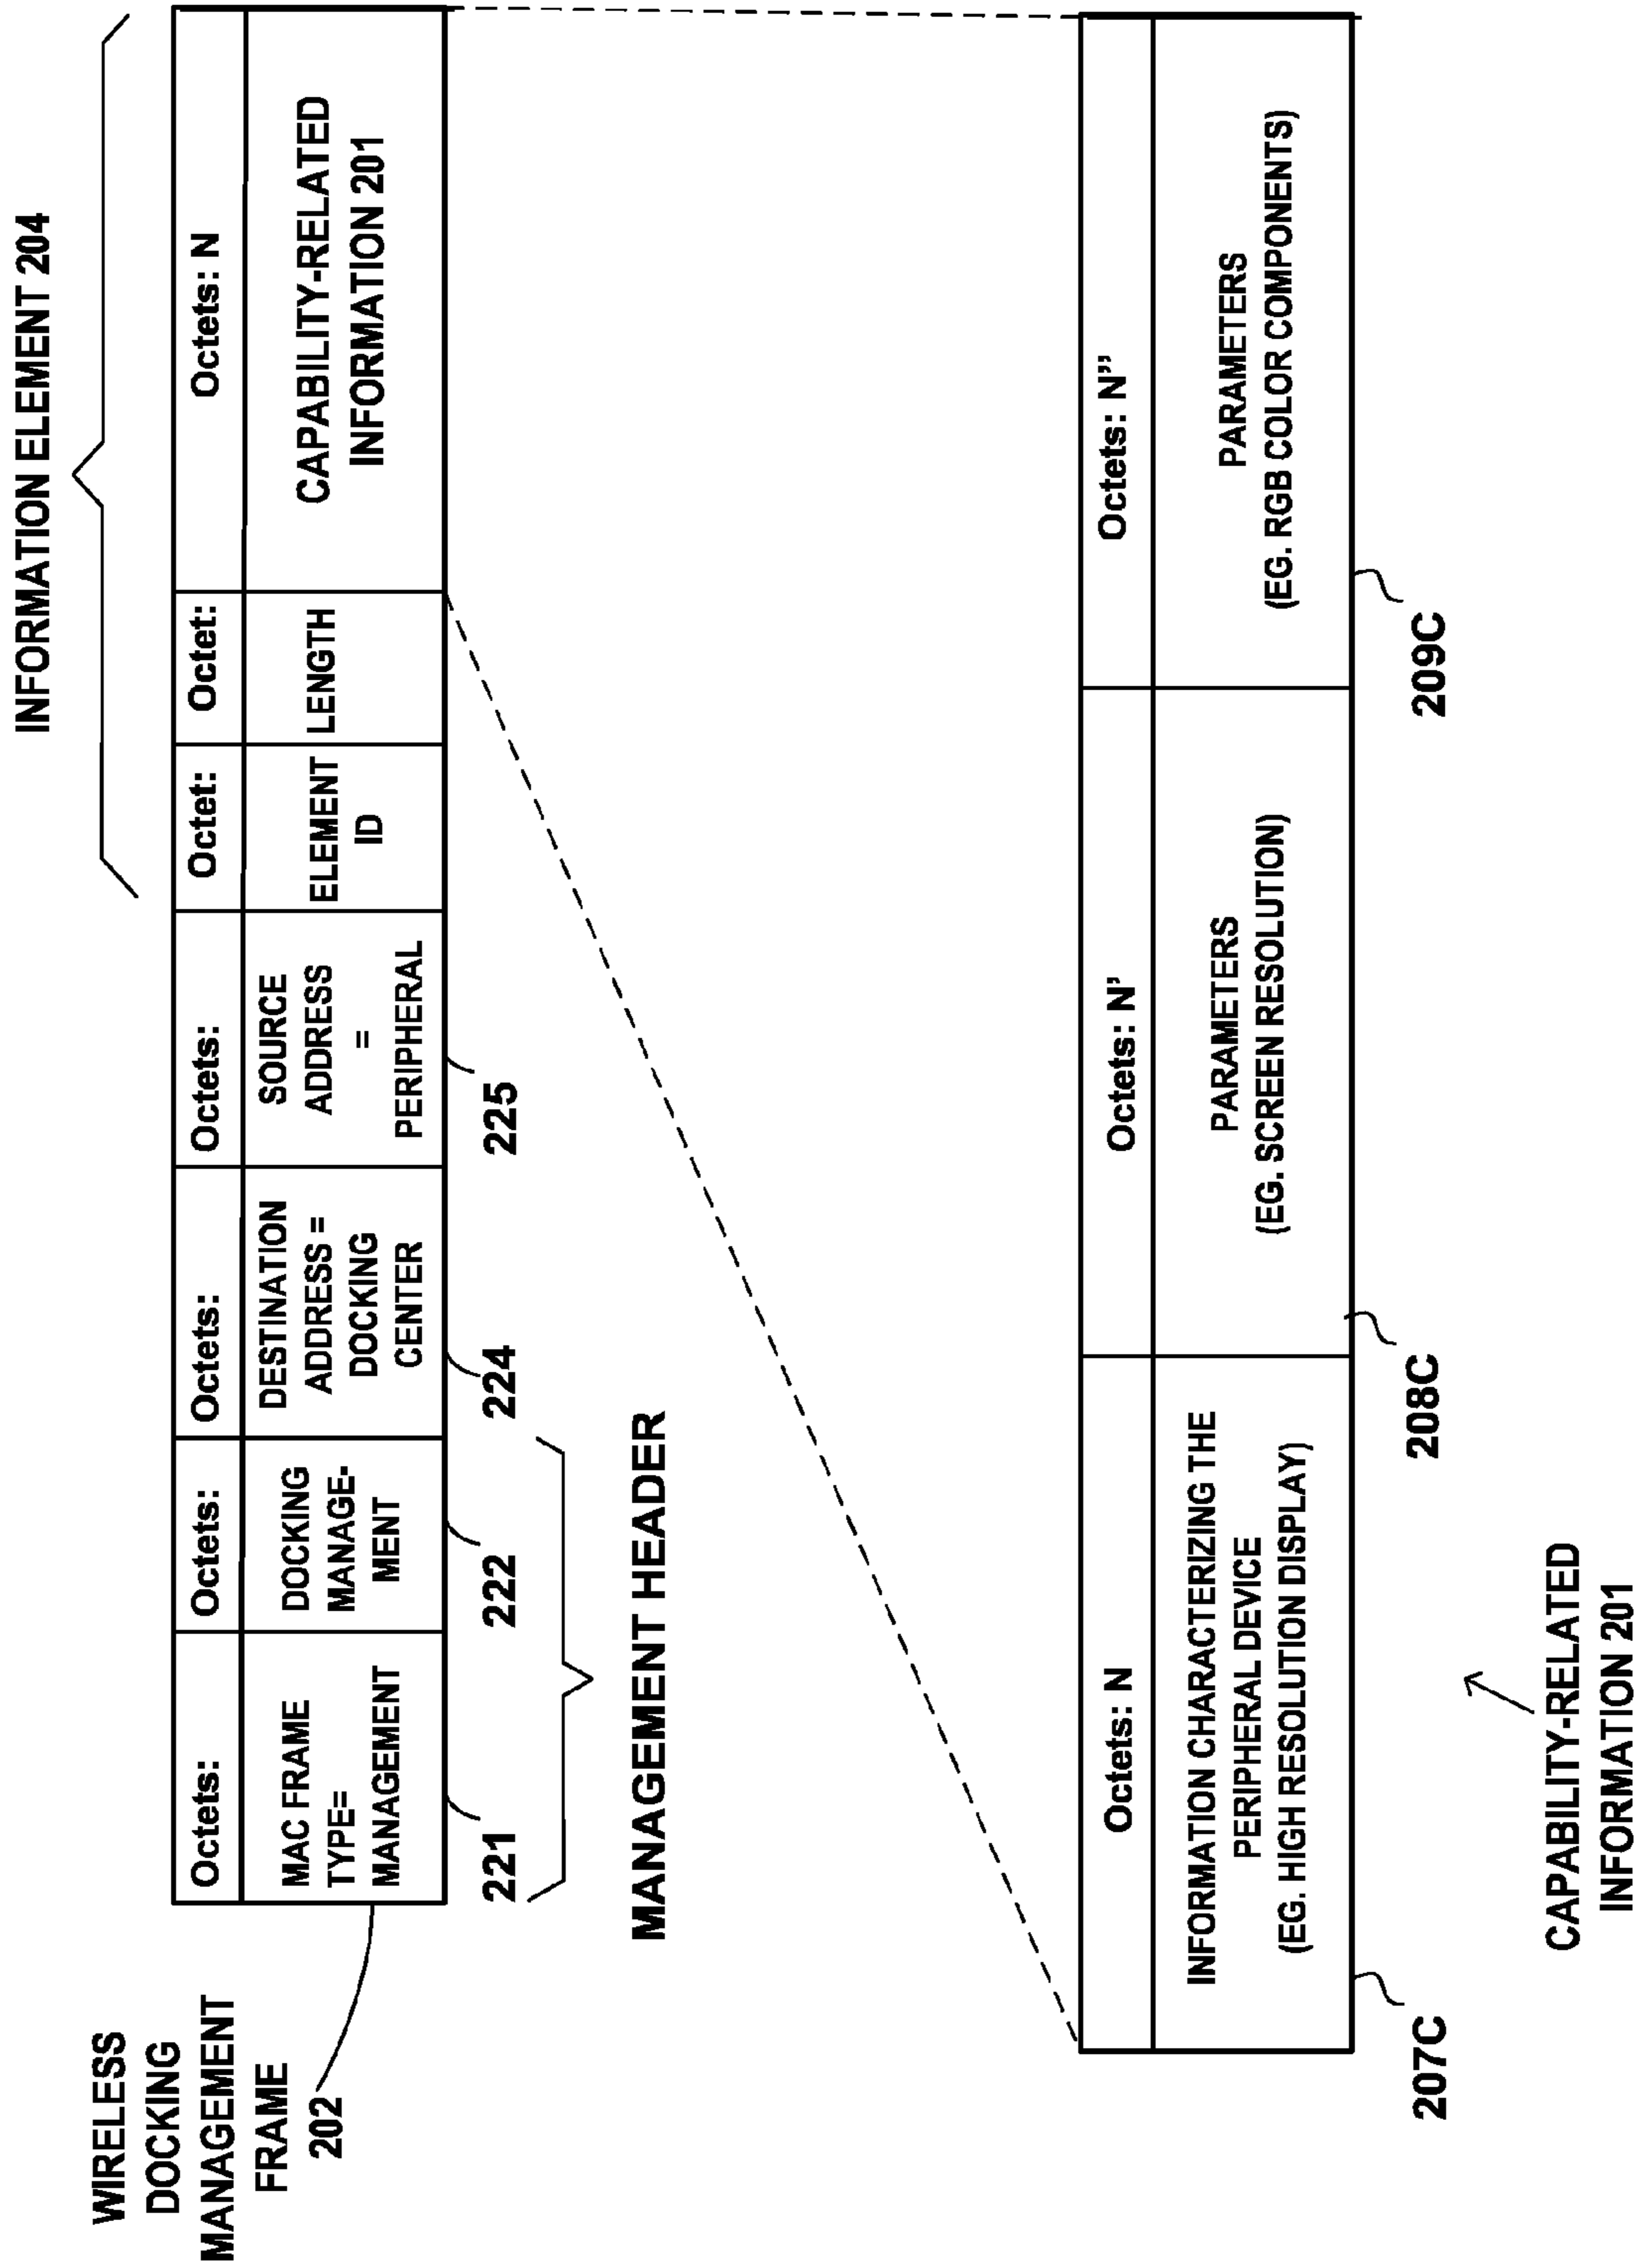 INFORMATION ELEMENT 204
WIRELESS
DOCKING
MANAGEMENT
FRAME
202
Octets:
MAC FRAME
TYPE=
MANAGEMENT
221
Octets:
DOCKING
MANAGE-
MENT
222
Octets:
DESTINATION
ADDRESS =
DOCKING
CENTER
224
Octets:
SOURCE
ADDRESS
=
PERIPHERAL
225
Octet:
ELEMENT
ID
Octet:
LENGTH
Octets: N
CAPABILITY-RELATED
INFORMATION 201
MANAGEMENT HEADER
Octets: N
INFORMATION CHARACTERIZING THE
PERIPHERAL DEVICE
(EG. HIGH RESOLUTION DISPLAY)
207C
Octets: N'
PARAMETERS
(EG. SCREEN RESOLUTION)
208C
Octets: N”
PARAMETERS
(EG. RGB COLOR COMPONENTS)
209C
CAPABILITY-RELATED
INFORMATION 201